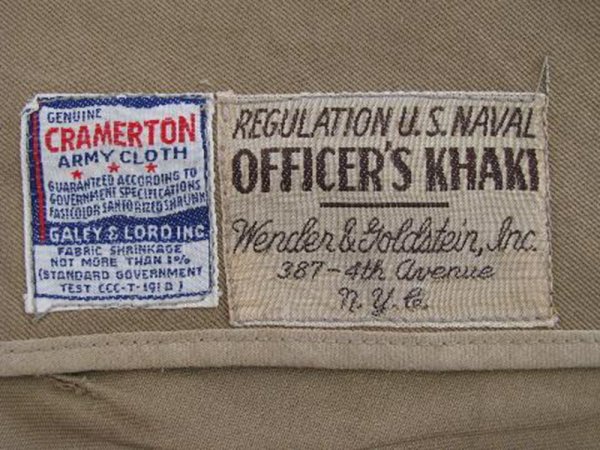 GENUINE
CRAMERTON
ARMY CLOTH
GUARANTEED ACCORDING TO
GOVERNMENT SPECIFICATIONS
FAST COLOR SANFORIZED SHRUNK
GALEY & LORD INC
FABRIC SHRINKAGE
NOT MORE THAN 1%
(STANDARD GOVERNMENT
TEST CCC-T-191 a)
REGULATION U.S. NAVAL
OFFICER'S KHAKI
Wender & Goldstein, Inc.
387-4th Avenue
N.Y.C.